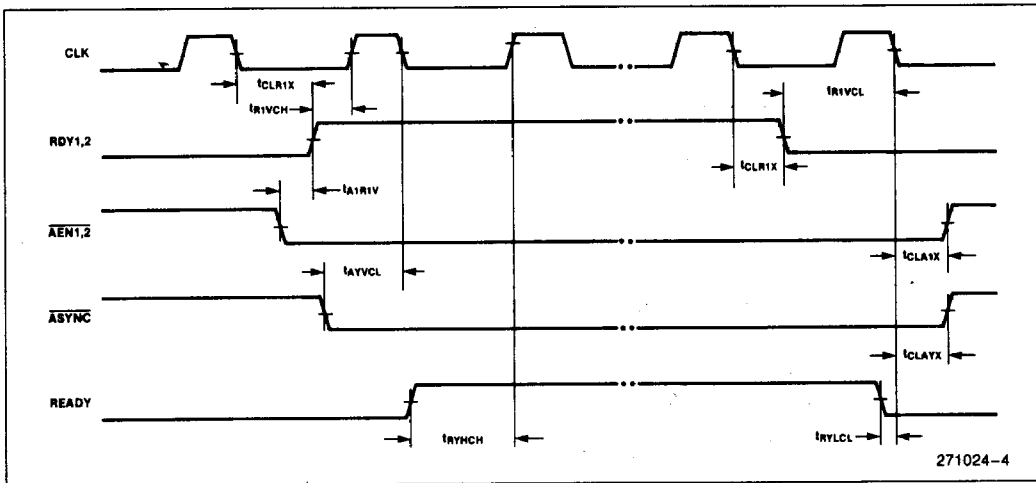 CLK
tCLR1X
tR1VCH
tR1VCL
RDY1,2
tCLR1X
tA1R1V
AEN1,2
tCLA1X
tAYVCL
ASYNC
tCLAYX
READY
tRYHCH
tRYLCL
271024-4